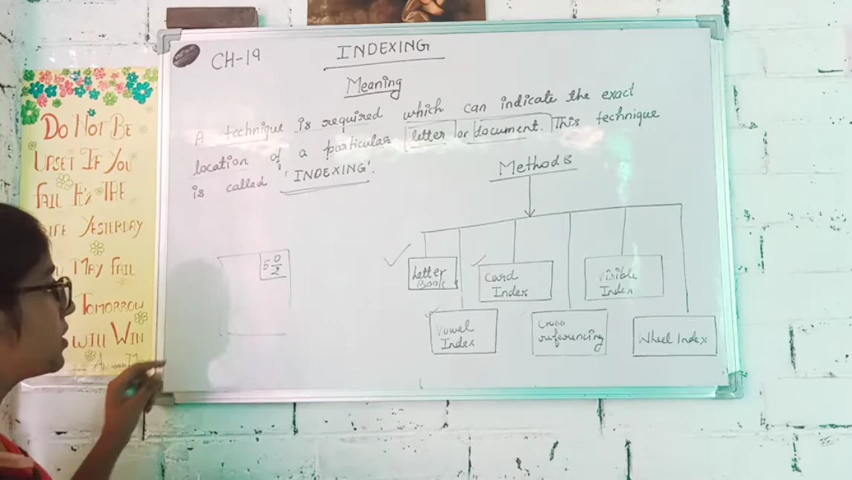 CH-19
INDEXING
Meaning
A technique is required which can indicate the exact
location of a particular letter or document. This technique
is called 'INDEXING'.
Methods
Letter
Book
Card
Index
Visible
Index
Vowel
Index
Cross
referencing
Wheel Index
50
2
Do Not Be
Upset If You
Fail It's The
Yesterday
May Fail
Tomorrow
Will Win